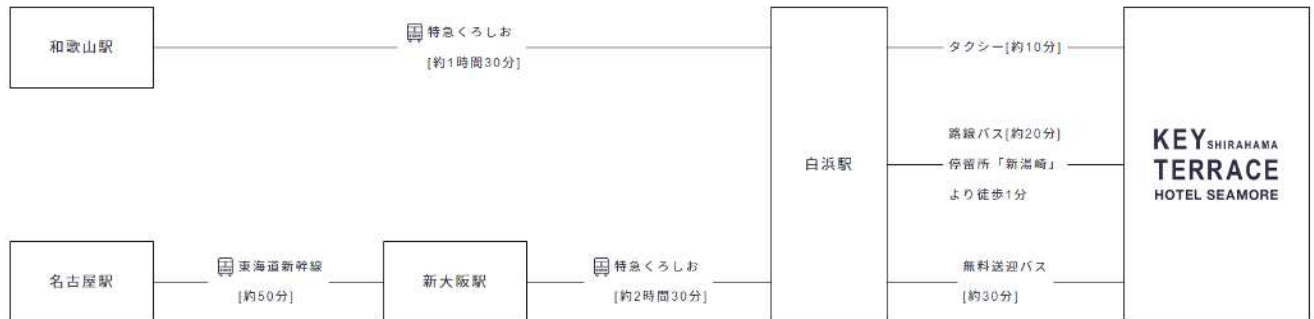 和歌山駅
特急くろしお
[約1時間30分]
タクシー[約10分]
路線バス[約20分]
停留所「新湯崎」
より徒歩1分
白浜駅
KEY SHIRAHAMA
TERRACE
HOTEL SEAMORE
名古屋駅
東海道新幹線
[約50分]
新大阪駅
特急くろしお
[約2時間30分]
無料送迎バス
[約30分]